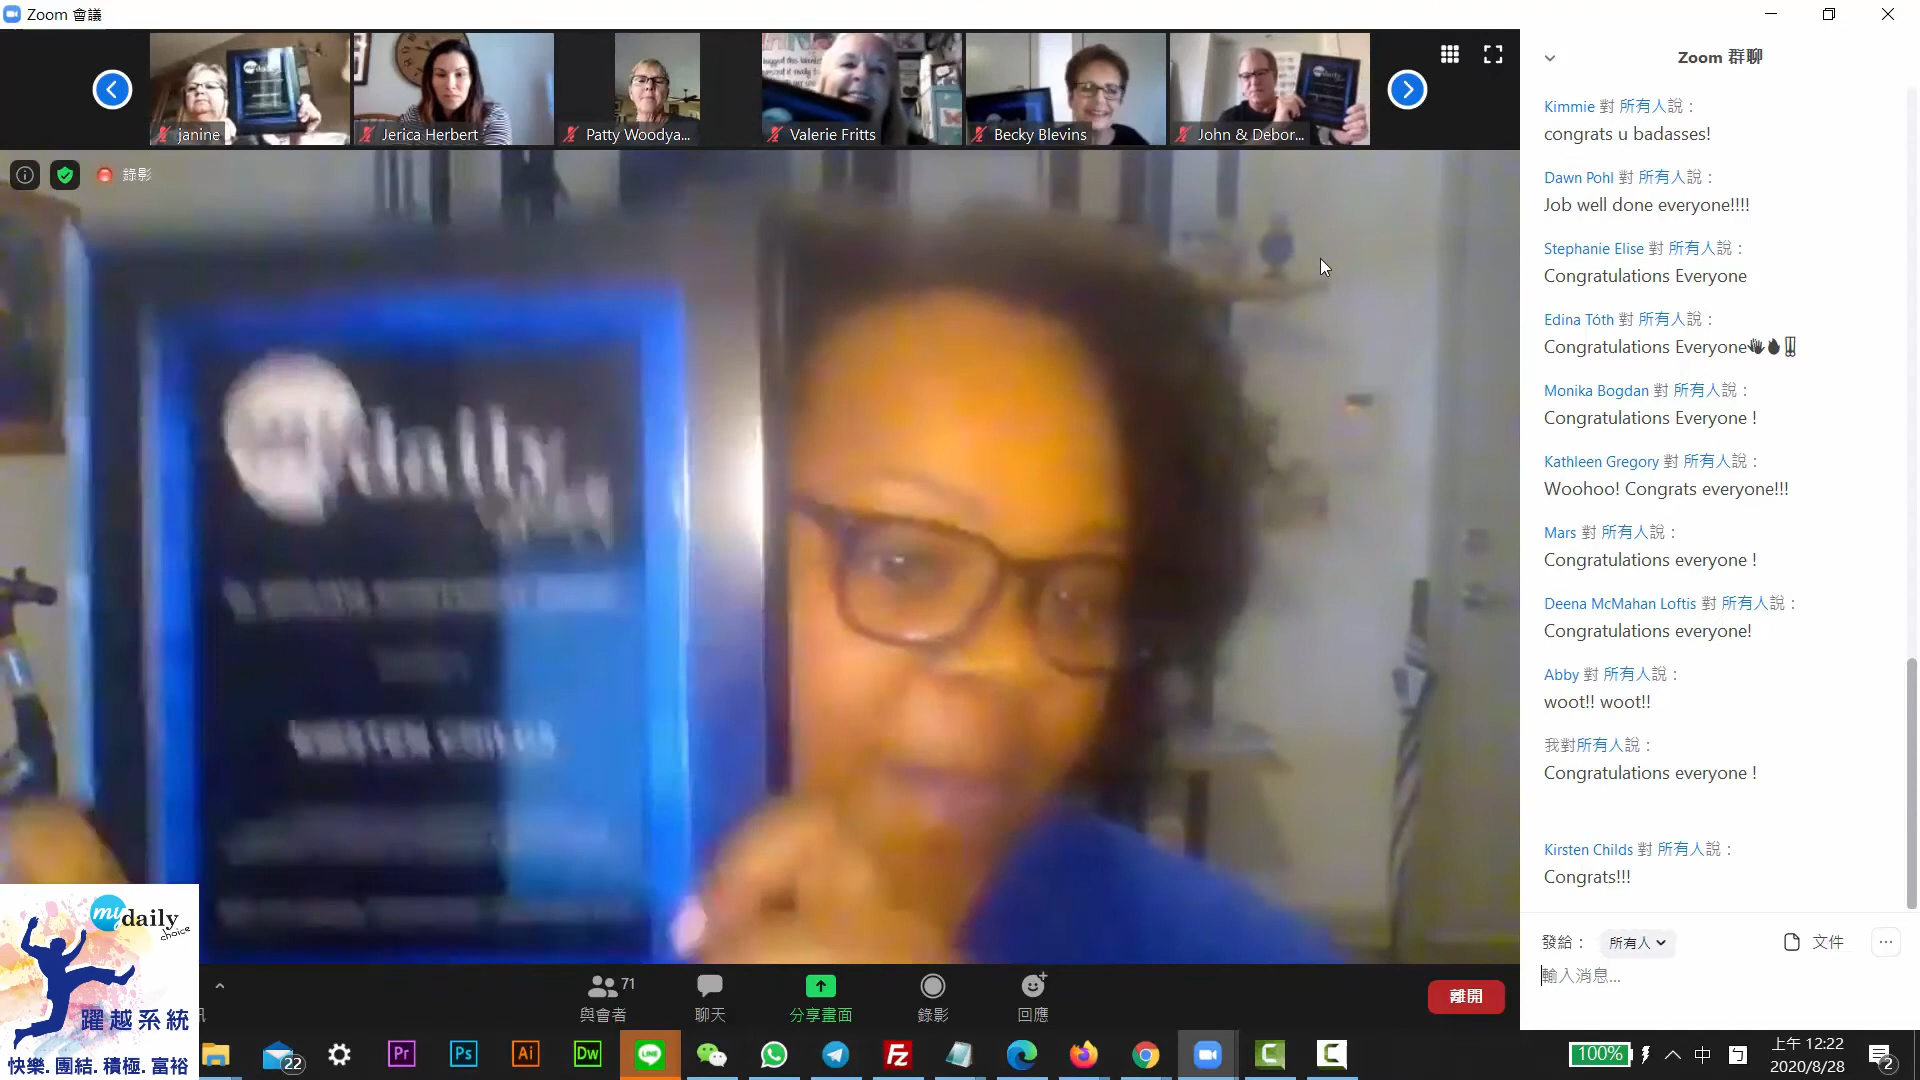 Zoom 會議
janine
Jerica Herbert
Patty Woodya...
Valerie Fritts
Becky Blevins
John & Debor...
錄影
daily
Zoom 群聊
Kimmie 對 所有人說：
congrats u badasses!
Dawn Pohl 對 所有人說：
Job well done everyone!!!!
Stephanie Elise 對 所有人說：
Congratulations Everyone
Edina Tóth 對 所有人說：
Congratulations Everyone
Monika Bogdan 對 所有人說：
Congratulations Everyone !
Kathleen Gregory 對 所有人說：
Woohoo! Congrats everyone!!!
Mars 對 所有人說：
Congratulations everyone !
Deena McMahan Loftis 對 所有人說：
Congratulations everyone!
Abby 對 所有人說：
woot!! woot!!
我對所有人說：
Congratulations everyone !
Kirsten Childs 對 所有人說：
Congrats!!!
發給：
所有人
文件
輸入消息...
my daily
choice
躍越系統
快樂. 團結. 積極. 富裕
71
與會者
聊天
分享畫面
錄影
回應
離開
22
Pr
Ps
Ai
Dw
LINE
Fz
100%
中
上午 12:22
2020/8/28
2